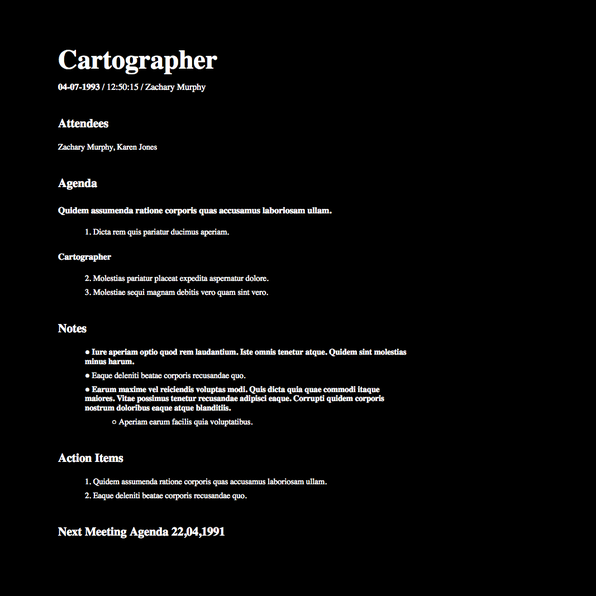 Cartographer
04-07-1993 / 12:50:15 / Zachary Murphy
Attendees
Zachary Murphy, Karen Jones
Agenda
Quidem assumenda ratione corporis quas accusamus laboriosam ullam.
1. Dicta rem quis pariatur ducimus aperiam.
Cartographer
2. Molestias pariatur placeat expedita aspernatur dolore.
3. Molestiae sequi magnam debitis vero quam sint vero.
Notes
● Iure aperiam optio quod rem laudantium. Iste omnis tenetur atque. Quidem sint molestias
minus harum.
● Eaque deleniti beatae corporis recusandae quo.
● Earum maxime vel reiciendis voluptas modi. Quis dicta quia quae commodi itaque
maiores. Vitae possimus tenetur recusandae adipisci eaque. Corrupti quidem corporis
nostrum doloribus eaque atque blanditiis.
○ Aperiam earum facilis quia voluptatibus.
Action Items
1. Quidem assumenda ratione corporis quas accusamus laboriosam ullam.
2. Eaque deleniti beatae corporis recusandae quo.
Next Meeting Agenda 22,04,1991